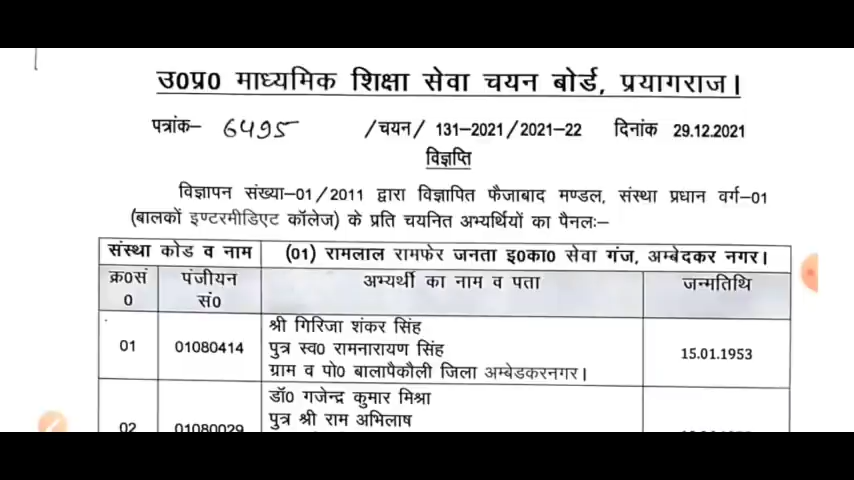 उ0प्र0 माध्यमिक शिक्षा सेवा चयन बोर्ड, प्रयागराज।
पत्रांक- 6495 /चयन/ 131-2021/2021-22 दिनांक 29.12.2021
विज्ञप्ति
विज्ञापन संख्या-01/2011 द्वारा विज्ञापित फैजाबाद मण्डल, संस्था प्रधान वर्ग-01
(बालकों इण्टरमीडिएट कॉलेज) के प्रति चयनित अभ्यर्थियों का पैनलः-
संस्था कोड व नाम (01) रामलाल रामफेर जनता इ0का0 सेवा गंज, अम्बेदकर नगर।
क्र0सं0 पंजीयन सं0 अभ्यर्थी का नाम व पता जन्मतिथि
01 01080414 श्री गिरिजा शंकर सिंह
पुत्र स्व0 रामनारायण सिंह 15.01.1953
ग्राम व पो0 बालापैकौली जिला अम्बेडकरनगर।
02 01080029 डॉ0 गजेन्द्र कुमार मिश्रा
पुत्र श्री राम अभिलाष